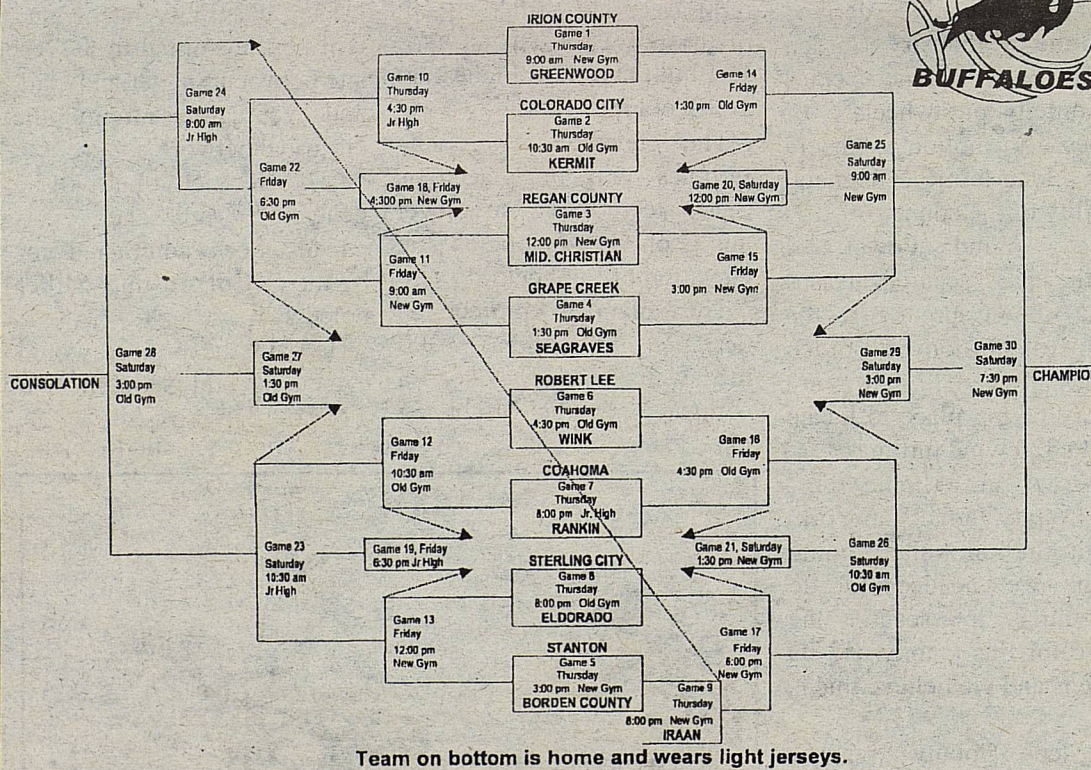 BUFFALOES
IRION COUNTY
Game 1
Thursday
9:00 am New Gym
GREENWOOD
COLORADO CITY
Game 2
Thursday
10:30 am Old Gym
KERMIT
REGAN COUNTY
Game 3
Thursday
12:00 pm New Gym
MID. CHRISTIAN
GRAPE CREEK
Game 4
Thursday
1:30 pm Old Gym
SEAGRAVES
ROBERT LEE
Game 6
Thursday
4:30 pm Old Gym
WINK
COAHOMA
Game 7
Thursday
8:00 pm Jr. High
RANKIN
STERLING CITY
Game 8
Thursday
8:00 pm Old Gym
ELDORADO
STANTON
Game 5
Thursday
3:00 pm New Gym
BORDEN COUNTY
Game 9
Thursday
8:00 pm New Gym
IRAAN
Game 10
Thursday
4:30 pm
Jr High
Game 11
Friday
9:00 am
New Gym
Game 12
Friday
10:30 am
Old Gym
Game 13
Friday
12:00 pm
New Gym
Game 18, Friday
4:300 pm New Gym
Game 19, Friday
6:30 pm Jr High
Game 22
Friday
6:30 pm
Old Gym
Game 23
Saturday
10:30 am
Jr High
Game 24
Saturday
9:00 am
Jr High
Game 27
Saturday
1:30 pm
Old Gym
Game 28
Saturday
3:00 pm
Old Gym
CONSOLATION
Game 14
Friday
1:30 pm Old Gym
Game 15
Friday
3:00 pm New Gym
Game 16
Friday
4:30 pm Old Gym
Game 17
Friday
6:00 pm
New Gym
Game 20, Saturday
12:00 pm New Gym
Game 21, Saturday
1:30 pm New Gym
Game 25
Saturday
9:00 am
New Gym
Game 26
Saturday
10:30 am
Old Gym
Game 29
Saturday
3:00 pm
New Gym
Game 30
Saturday
7:30 pm
New Gym
CHAMPIO
Team on bottom is home and wears light jerseys.